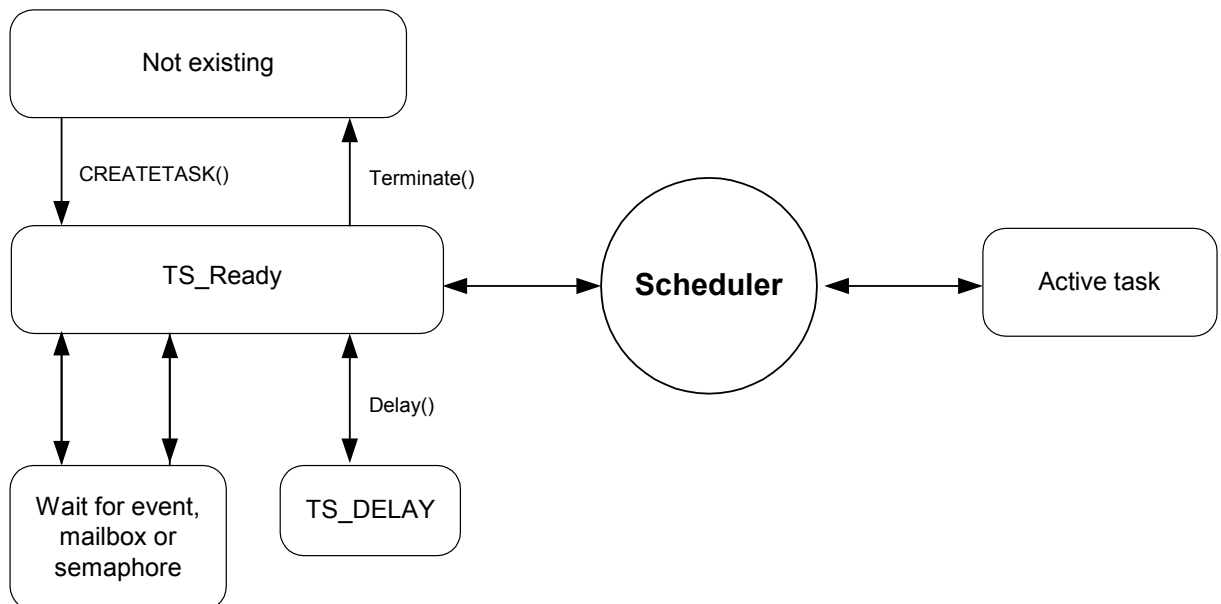 Not existing
CREATETASK()
Terminate()
TS_Ready
Scheduler
Active task
Delay()
Wait for event,
mailbox or
semaphore
TS_DELAY